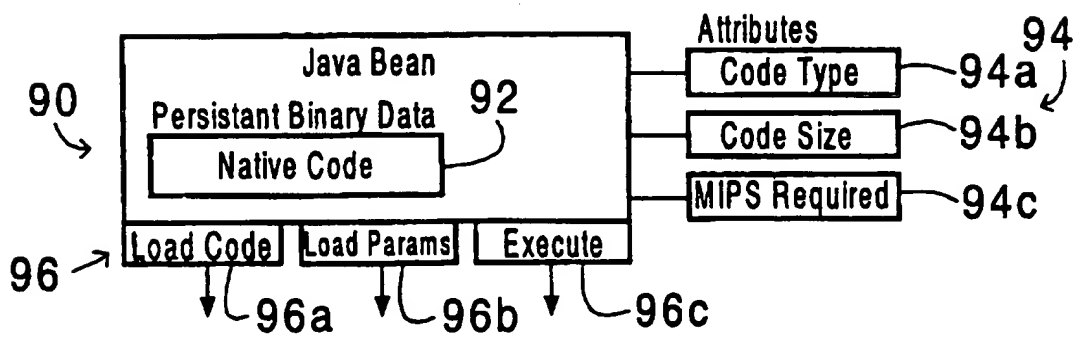 Attributes
94
Java Bean
Code Type
94a
90
Persistant Binary Data
92
Code Size
94b
Native Code
MIPS Required
94c
96
Load Code
Load Params
Execute
96a
96b
96c